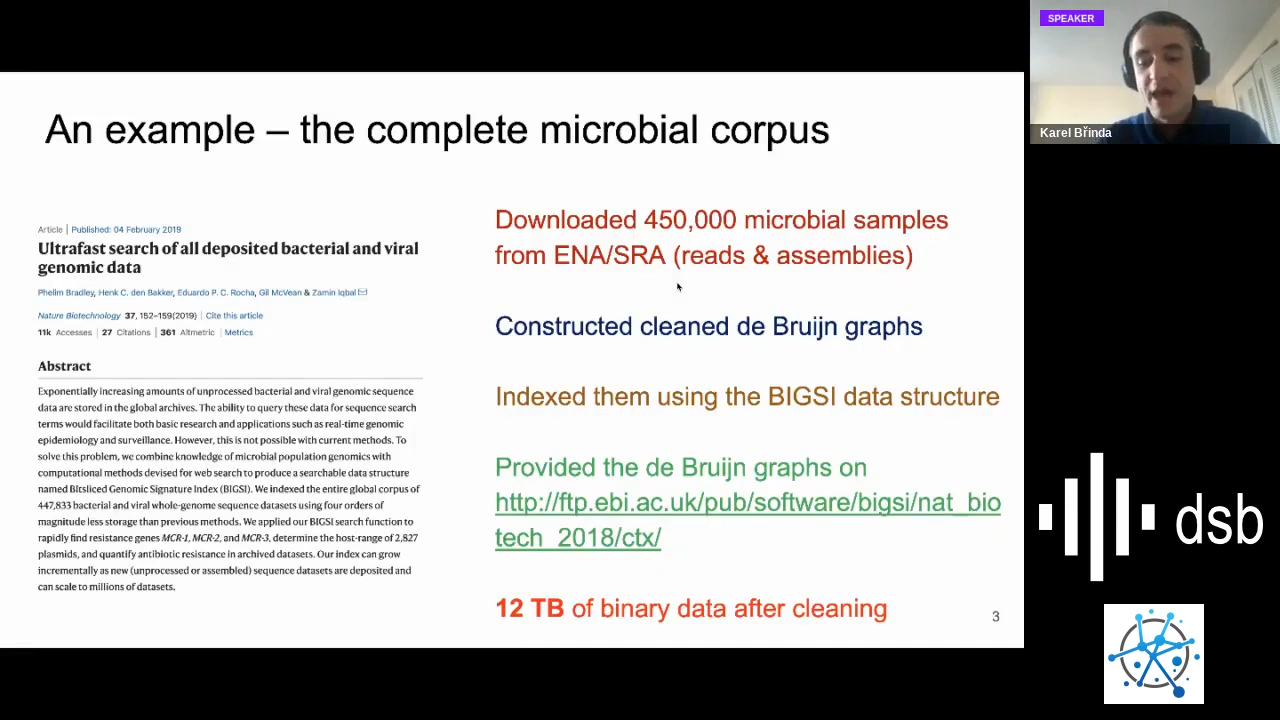 SPEAKER
Karel Břinda
An example – the complete microbial corpus
Article | Published: 04 February 2019
Ultrafast search of all deposited bacterial and viral
genomic data
Phelim Bradley, Henk C. den Bakker, Eduardo P. C. Rocha, Gil McVean & Zamin Iqbal
Nature Biotechnology 37, 152–159(2019) | Cite this article
11k Accesses | 27 Citations | 361 Altmetric | Metrics
Abstract
Exponentially increasing amounts of unprocessed bacterial and viral genomic sequence
data are stored in the global archives. The ability to query these data for sequence search
terms would facilitate both basic research and applications such as real-time genomic
epidemiology and surveillance. However, this is not possible with current methods. To
solve this problem, we combine knowledge of microbial population genomics with
computational methods devised for web search to produce a searchable data structure
named BItsliced Genomic Signature Index (BIGSI). We indexed the entire global corpus of
447,833 bacterial and viral whole-genome sequence datasets using four orders of
magnitude less storage than previous methods. We applied our BIGSI search function to
rapidly find resistance genes MCR-1, MCR-2, and MCR-3, determine the host-range of 2,827
plasmids, and quantify antibiotic resistance in archived datasets. Our index can grow
incrementally as new (unprocessed or assembled) sequence datasets are deposited and
can scale to millions of datasets.
Downloaded 450,000 microbial samples
from ENA/SRA (reads & assemblies)
Constructed cleaned de Bruijn graphs
Indexed them using the BIGSI data structure
Provided the de Bruijn graphs on
http://ftp.ebi.ac.uk/pub/software/bigsi/nat_bio
tech_2018/ctx/
12 TB of binary data after cleaning
3
dsb